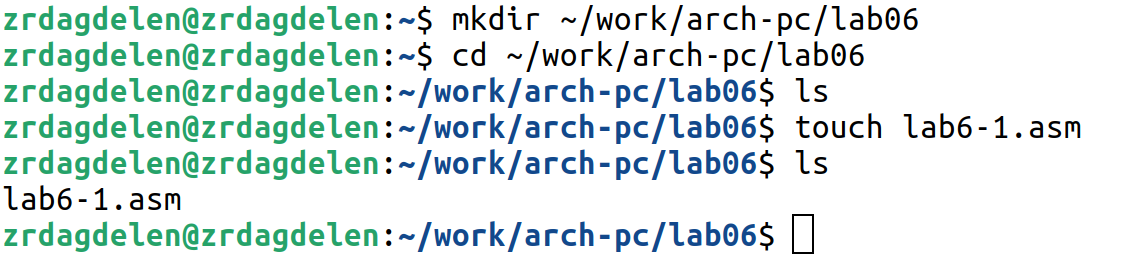 zrdagdelen@zrdagdelen:~$ mkdir ~/work/arch-pc/lab06
zrdagdelen@zrdagdelen:~$ cd ~/work/arch-pc/lab06
zrdagdelen@zrdagdelen:~/work/arch-pc/lab06$ ls
zrdagdelen@zrdagdelen:~/work/arch-pc/lab06$ touch lab6-1.asm
zrdagdelen@zrdagdelen:~/work/arch-pc/lab06$ ls
lab6-1.asm
zrdagdelen@zrdagdelen:~/work/arch-pc/lab06$